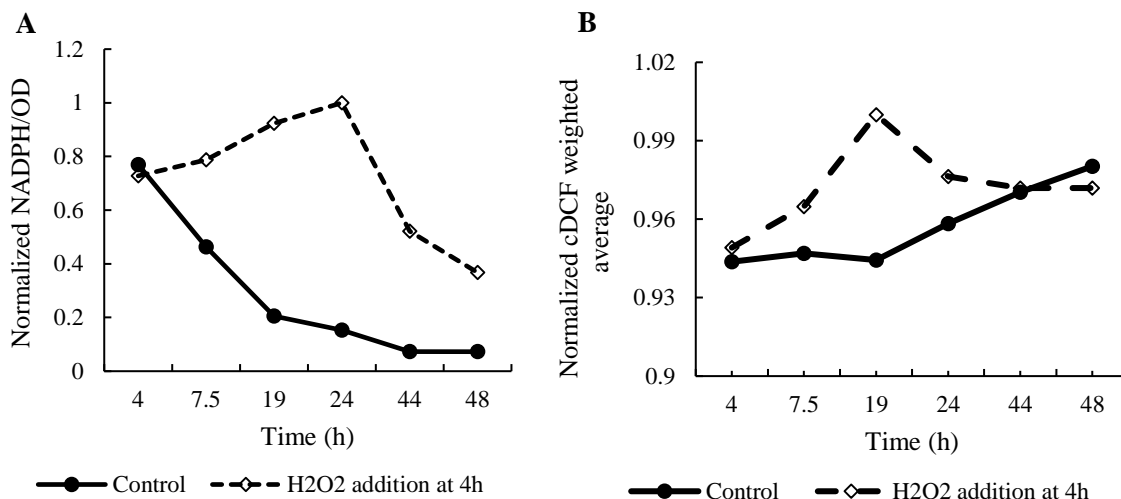 A
Normalized NADPH/OD
1.2
1
0.8
0.6
0.4
0.2
0
4 7.5 19 24 44 48
Time (h)
Control H2O2 addition at 4h
B
Normalized cDCF weighted
average
1.02
0.99
0.96
0.93
0.9
4 7.5 19 24 44 48
Time (h)
Control H2O2 addition at 4h